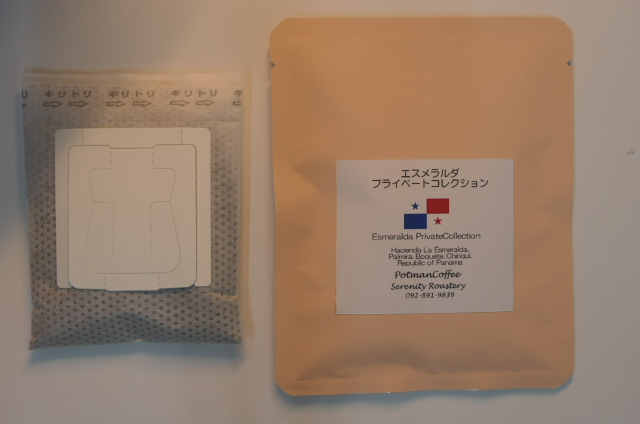 キリトリ キリトリ キリトリ キ
エスメラルダ
プライベートコレクション
Esmeralda PrivateCollection
Hacienda La Esmeralda,
Palmira, Boquete, Chiriqui,
Republic of Panama
PotmanCoffee
Serenity Roastery
092-891-9839